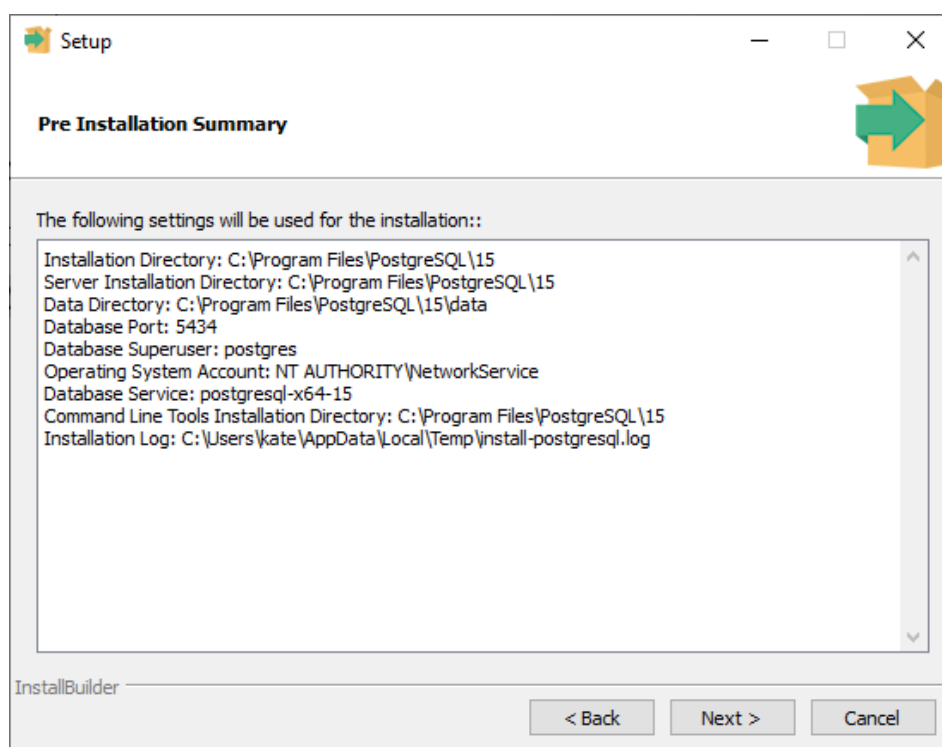 Setup
Pre Installation Summary
The following settings will be used for the installation::
Installation Directory: C:\Program Files\PostgreSQL\15
Server Installation Directory: C:\Program Files\PostgreSQL\15
Data Directory: C:\Program Files\PostgreSQL\15\data
Database Port: 5434
Database Superuser: postgres
Operating System Account: NT AUTHORITY\NetworkService
Database Service: postgresql-x64-15
Command Line Tools Installation Directory: C:\Program Files\PostgreSQL\15
Installation Log: C:\Users\kate\AppData\Local\Temp\install-postgresql.log
InstallBuilder
< Back Next > Cancel